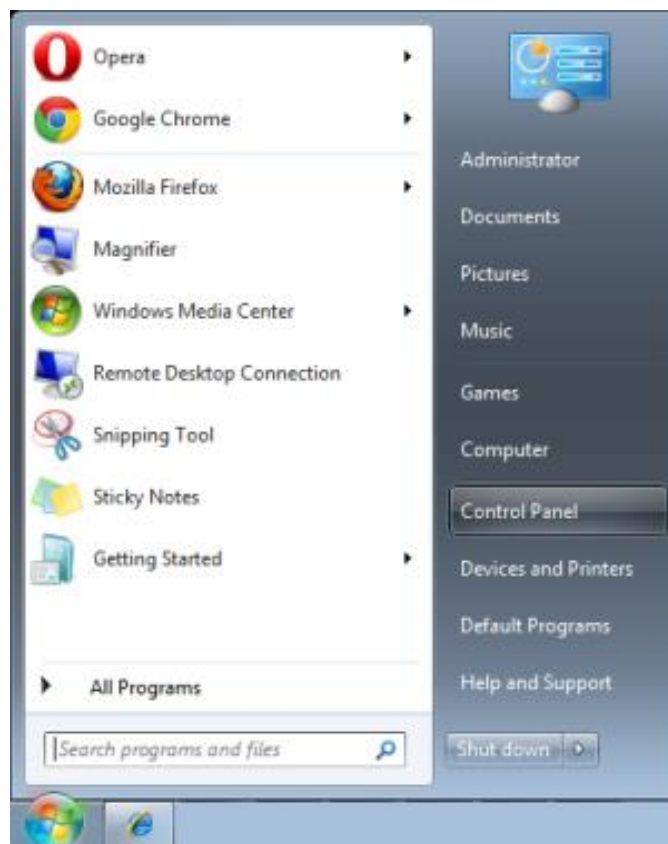 Opera
Google Chrome
Mozilla Firefox
Magnifier
Windows Media Center
Remote Desktop Connection
Snipping Tool
Sticky Notes
Getting Started
All Programs
Search programs and files
Administrator
Documents
Pictures
Music
Games
Computer
Control Panel
Devices and Printers
Default Programs
Help and Support
Shut down